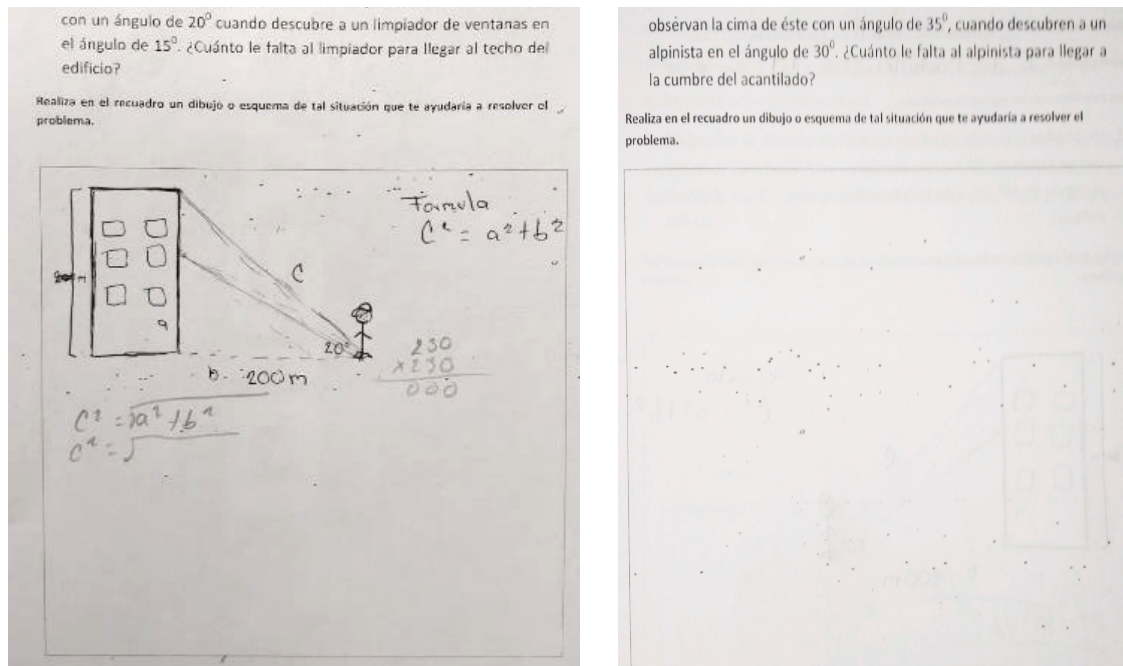 con un ángulo de 20⁰ cuando descubre a un limpiador de ventanas en
el ángulo de 15⁰. ¿Cuánto le falta al limpiador para llegar al techo del
edificio?
Realiza en el recuadro un dibujo o esquema de tal situación que te ayudaría a resolver el
problema.
Formula
C² = a² + b²
C
m
a
20°
b. 200 m
230
×230
000
C² = √a² + b²
C² = √
observan la cima de éste con un ángulo de 35⁰, cuando descubren a un
alpinista en el ángulo de 30⁰. ¿Cuánto le falta al alpinista para llegar a
la cumbre del acantilado?
Realiza en el recuadro un dibujo o esquema de tal situación que te ayudaría a resolver el
problema.